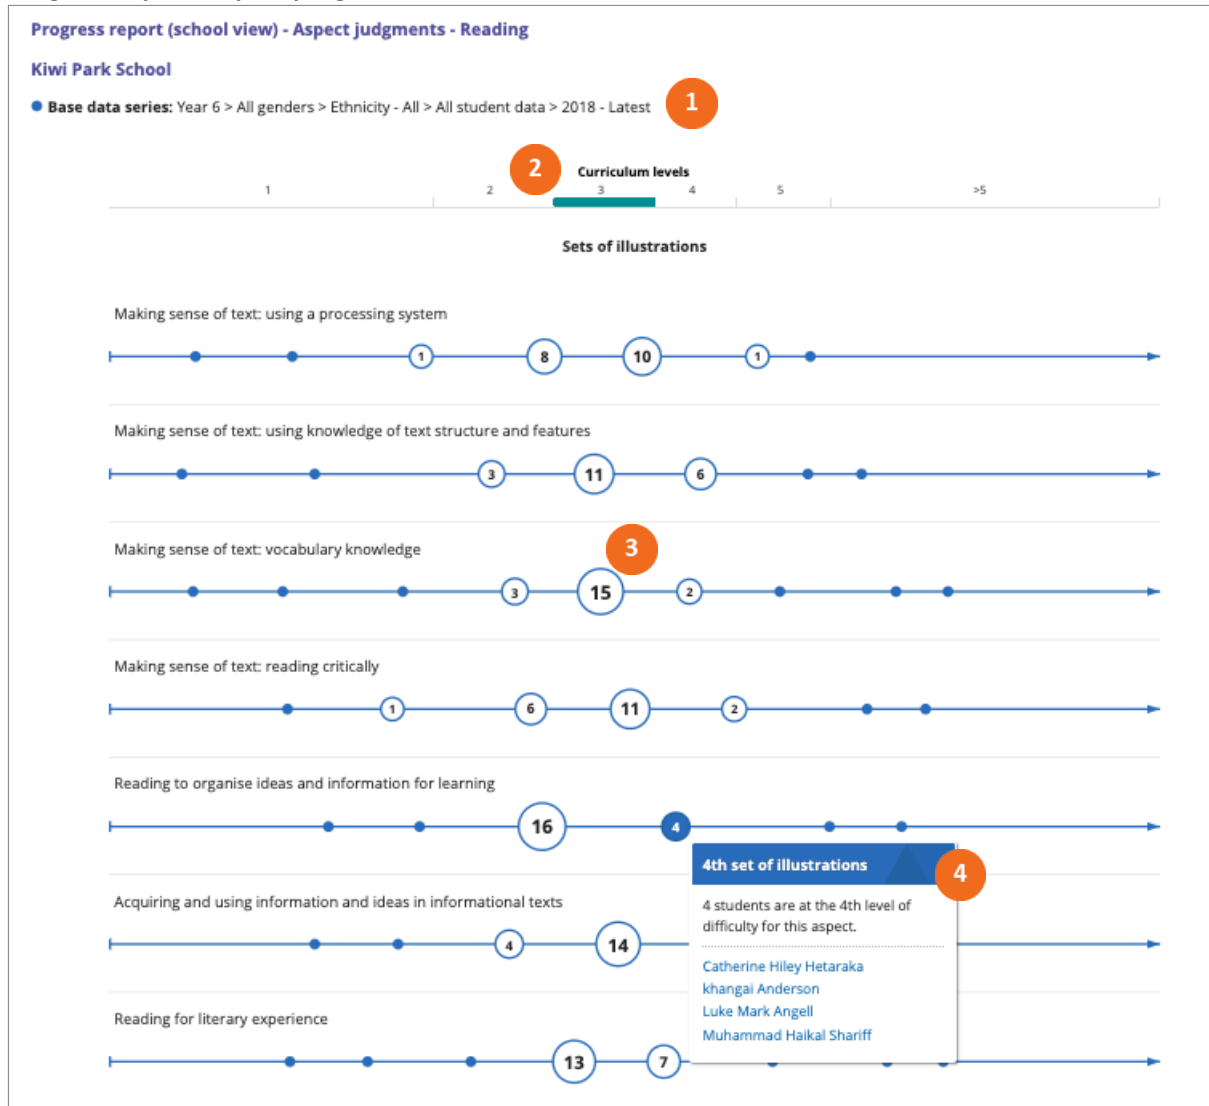 Progress report (school view) - Aspect judgments - Reading
Kiwi Park School
Base data series: Year 6 > All genders > Ethnicity - All > All student data > 2018 - Latest
1
2
Curriculum levels
1 2 3 4 5 >5
Sets of illustrations
Making sense of text: using a processing system
1 8 10 1
Making sense of text: using knowledge of text structure and features
3 11 6
Making sense of text: vocabulary knowledge
3
3 15 2
Making sense of text: reading critically
1 6 11 2
Reading to organise ideas and information for learning
16 4
4th set of illustrations
4
4 students are at the 4th level of
difficulty for this aspect.
Catherine Hiley Hetaraka
khangai Anderson
Luke Mark Angell
Muhammad Haikal Shariff
Acquiring and using information and ideas in informational texts
4 14
Reading for literary experience
13 7